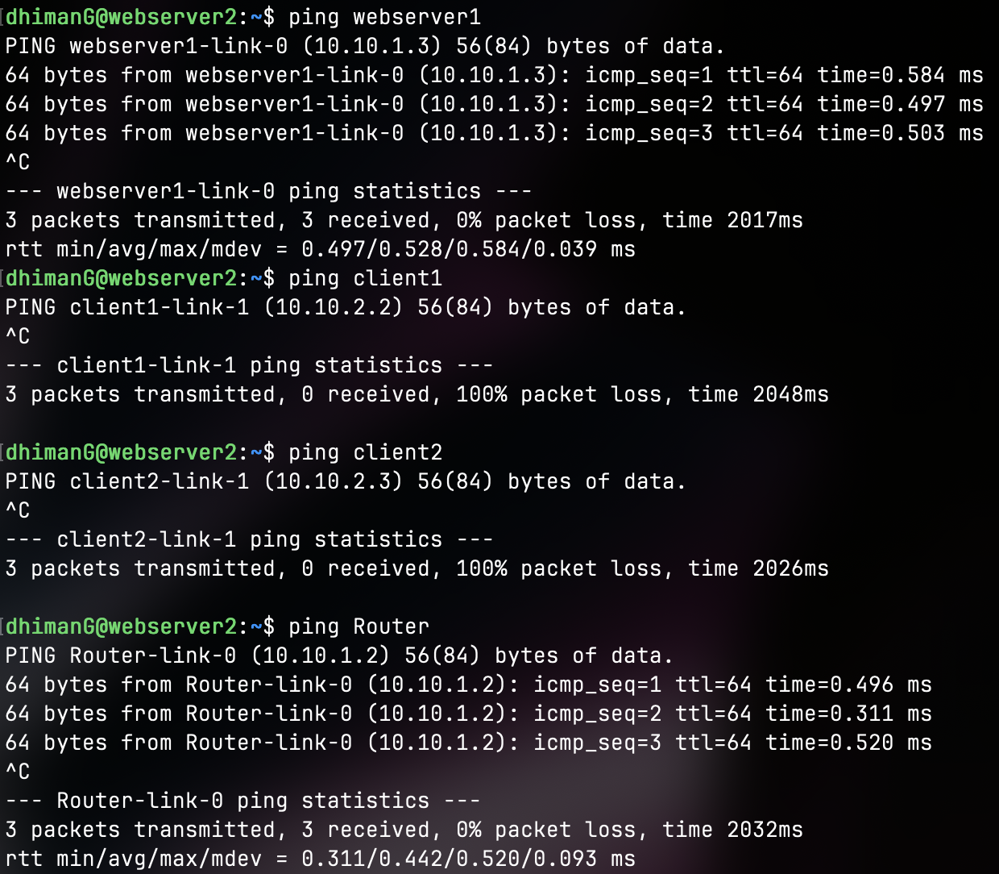 dhimanG@webserver2:~$ ping webserver1
PING webserver1-link-0 (10.10.1.3) 56(84) bytes of data.
64 bytes from webserver1-link-0 (10.10.1.3): icmp_seq=1 ttl=64 time=0.584 ms
64 bytes from webserver1-link-0 (10.10.1.3): icmp_seq=2 ttl=64 time=0.497 ms
64 bytes from webserver1-link-0 (10.10.1.3): icmp_seq=3 ttl=64 time=0.503 ms
^C
--- webserver1-link-0 ping statistics ---
3 packets transmitted, 3 received, 0% packet loss, time 2017ms
rtt min/avg/max/mdev = 0.497/0.528/0.584/0.039 ms
dhimanG@webserver2:~$ ping client1
PING client1-link-1 (10.10.2.2) 56(84) bytes of data.
^C
--- client1-link-1 ping statistics ---
3 packets transmitted, 0 received, 100% packet loss, time 2048ms

dhimanG@webserver2:~$ ping client2
PING client2-link-1 (10.10.2.3) 56(84) bytes of data.
^C
--- client2-link-1 ping statistics ---
3 packets transmitted, 0 received, 100% packet loss, time 2026ms

dhimanG@webserver2:~$ ping Router
PING Router-link-0 (10.10.1.2) 56(84) bytes of data.
64 bytes from Router-link-0 (10.10.1.2): icmp_seq=1 ttl=64 time=0.496 ms
64 bytes from Router-link-0 (10.10.1.2): icmp_seq=2 ttl=64 time=0.311 ms
64 bytes from Router-link-0 (10.10.1.2): icmp_seq=3 ttl=64 time=0.520 ms
^C
--- Router-link-0 ping statistics ---
3 packets transmitted, 3 received, 0% packet loss, time 2032ms
rtt min/avg/max/mdev = 0.311/0.442/0.520/0.093 ms